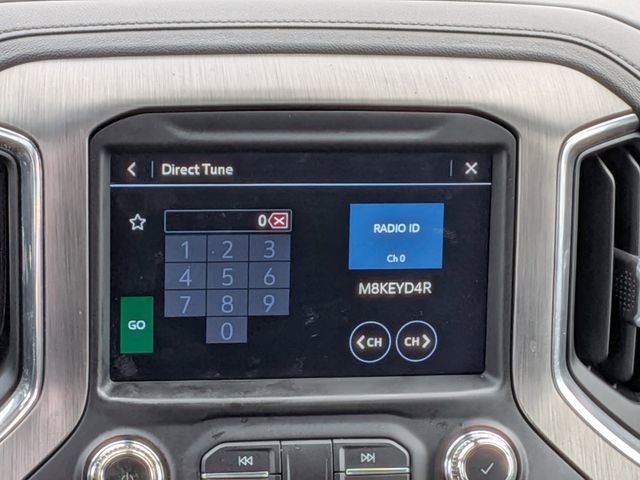 Direct Tune
0
RADIO ID
Ch 0
1 2 3
4 5 6
7 8 9
0
M8KEYD4R
GO
CH CH